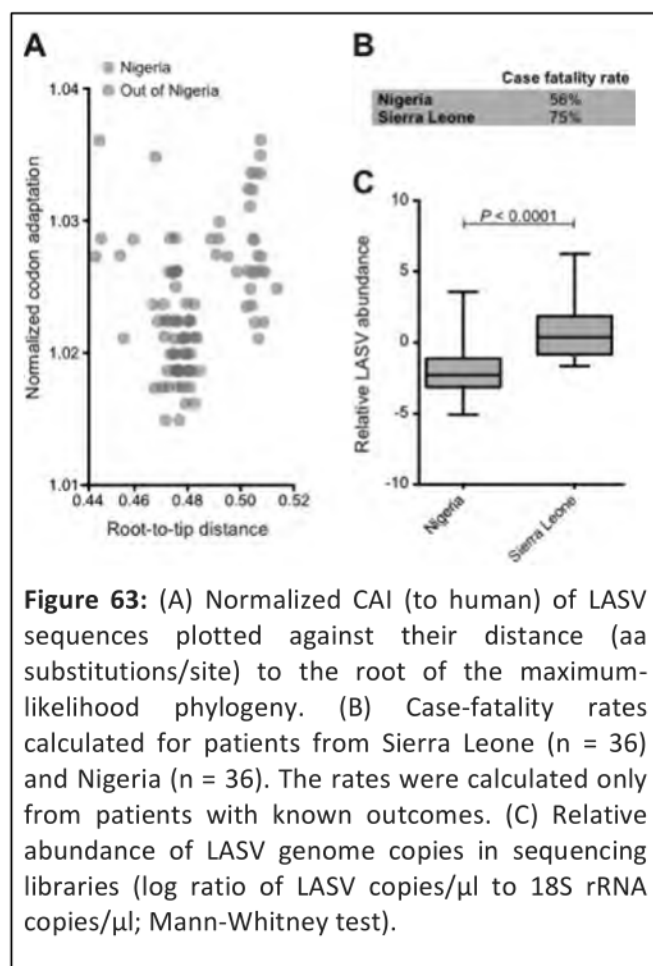 A
Nigeria
Out of Nigeria
1.04
1.03
1.02
1.01
0.44 0.46 0.48 0.50 0.52
Normalized codon adaptation
Root-to-tip distance
B
Case fatality rate
Nigeria 56%
Sierra Leone 75%
C
10
5
0
-5
-10
P < 0.0001
Relative LASV abundance
Nigeria
Sierra Leone
Figure 63: (A) Normalized CAI (to human) of LASV
sequences plotted against their distance (aa
substitutions/site) to the root of the maximum-
likelihood phylogeny. (B) Case-fatality rates
calculated for patients from Sierra Leone (n = 36)
and Nigeria (n = 36). The rates were calculated only
from patients with known outcomes. (C) Relative
abundance of LASV genome copies in sequencing
libraries (log ratio of LASV copies/μl to 18S rRNA
copies/μl; Mann-Whitney test).